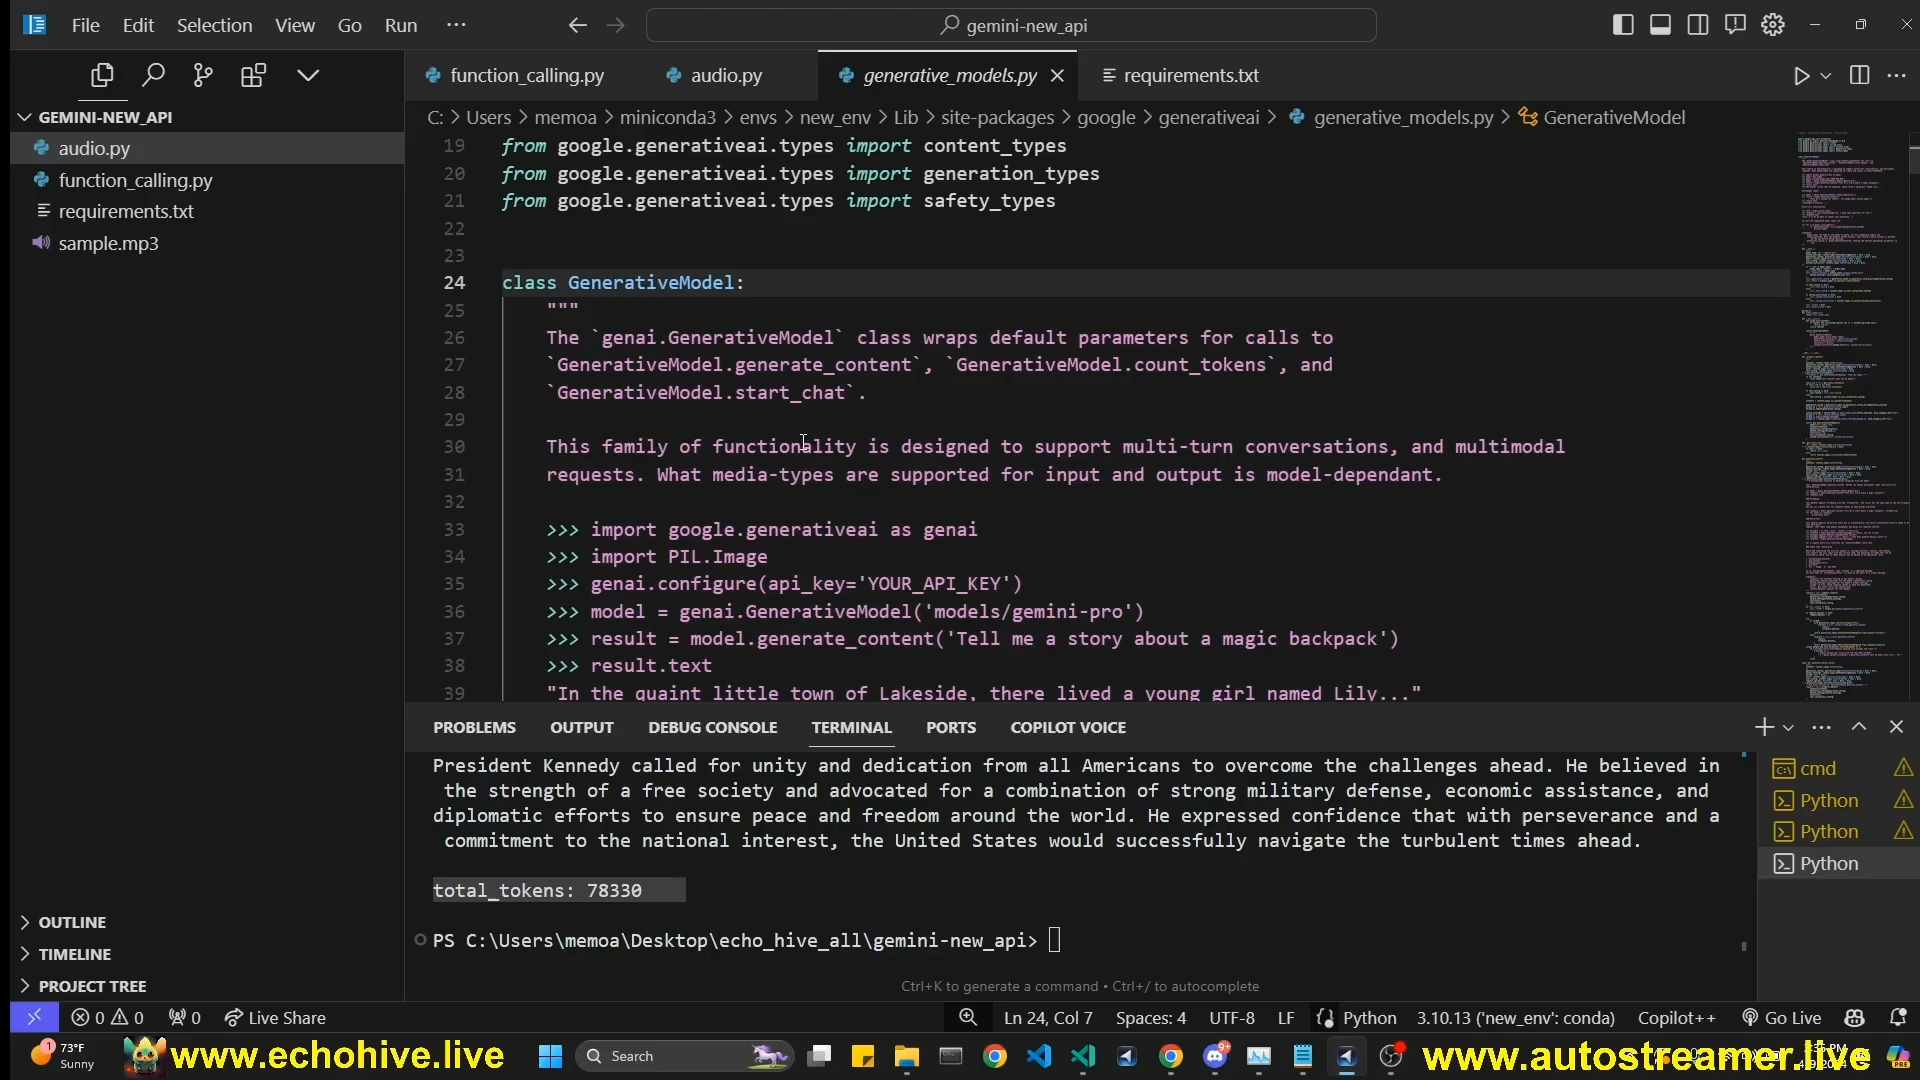 File Edit Selection View Go Run ···
gemini-new_api
GEMINI-NEW_API
audio.py
function_calling.py
requirements.txt
sample.mp3
OUTLINE
TIMELINE
PROJECT TREE
function_calling.py audio.py generative_models.py requirements.txt
C: > Users > memoa > miniconda3 > envs > new_env > Lib > site-packages > google > generativeai > generative_models.py > GenerativeModel
19 from google.generativeai.types import content_types
20 from google.generativeai.types import generation_types
21 from google.generativeai.types import safety_types
22
23
24 class GenerativeModel:
25 """
26 The `genai.GenerativeModel` class wraps default parameters for calls to
27 `GenerativeModel.generate_content`, `GenerativeModel.count_tokens`, and
28 `GenerativeModel.start_chat`.
29
30 This family of functionality is designed to support multi-turn conversations, and multimodal
31 requests. What media-types are supported for input and output is model-dependant.
32
33 >>> import google.generativeai as genai
34 >>> import PIL.Image
35 >>> genai.configure(api_key='YOUR_API_KEY')
36 >>> model = genai.GenerativeModel('models/gemini-pro')
37 >>> result = model.generate_content('Tell me a story about a magic backpack')
38 >>> result.text
39 "In the quaint little town of Lakeside, there lived a young girl named Lily..."
PROBLEMS OUTPUT DEBUG CONSOLE TERMINAL PORTS COPILOT VOICE
President Kennedy called for unity and dedication from all Americans to overcome the challenges ahead. He believed in
the strength of a free society and advocated for a combination of strong military defense, economic assistance, and
diplomatic efforts to ensure peace and freedom around the world. He expressed confidence that with perseverance and a
commitment to the national interest, the United States would successfully navigate the turbulent times ahead.
total_tokens: 78330
PS C:\Users\memoa\Desktop\echo_hive_all\gemini-new_api>
Ctrl+K to generate a command • Ctrl+/ to autocomplete
cmd
Python
Python
Python
0 0 0 Live Share Ln 24, Col 7 Spaces: 4 UTF-8 LF Python 3.10.13 ('new_env': conda) Copilot++ Go Live
1 73°F
Sunny
www.echohive.live
Search
9+
www.autostreamer.live
PRE